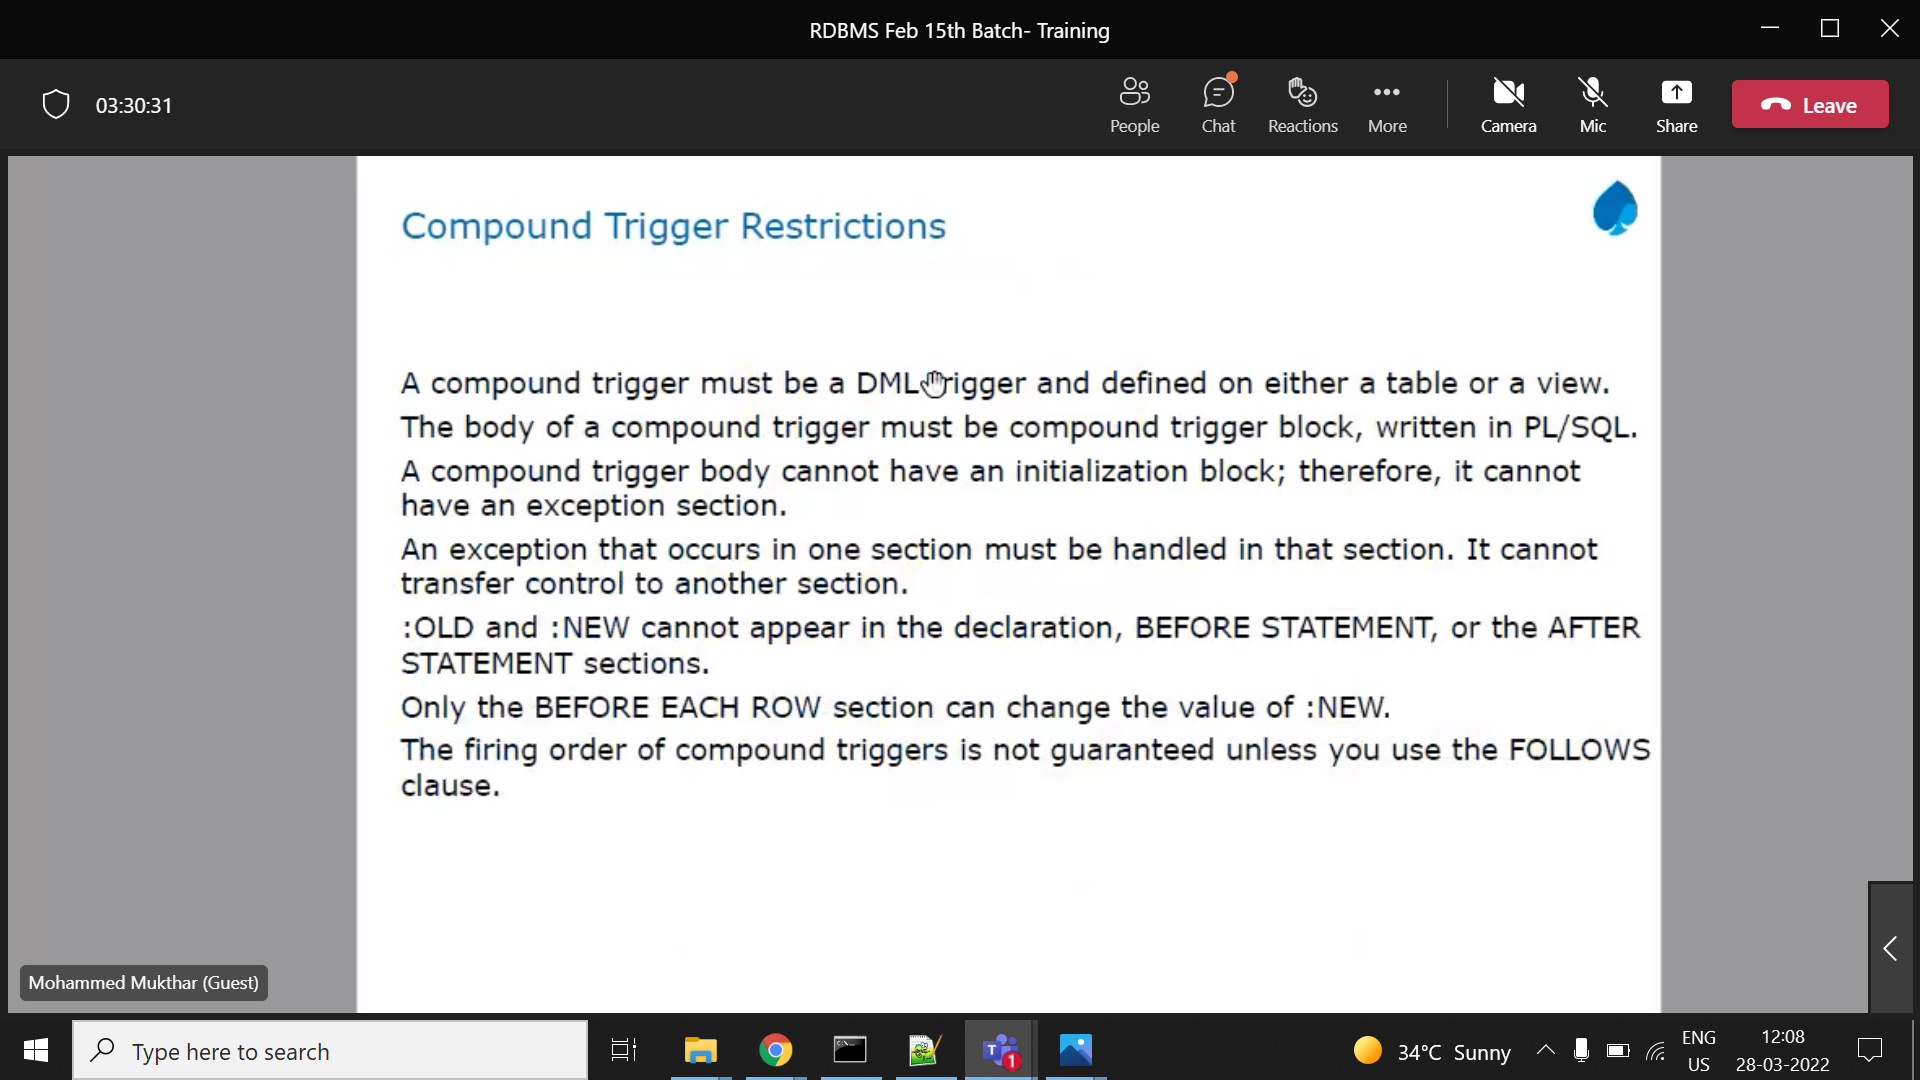 RDBMS Feb 15th Batch- Training
03:30:31
People
Chat
Reactions
More
Camera
Mic
Share
Leave
Compound Trigger Restrictions
A compound trigger must be a DML trigger and defined on either a table or a view.
The body of a compound trigger must be compound trigger block, written in PL/SQL.
A compound trigger body cannot have an initialization block; therefore, it cannot
have an exception section.
An exception that occurs in one section must be handled in that section. It cannot
transfer control to another section.
:OLD and :NEW cannot appear in the declaration, BEFORE STATEMENT, or the AFTER
STATEMENT sections.
Only the BEFORE EACH ROW section can change the value of :NEW.
The firing order of compound triggers is not guaranteed unless you use the FOLLOWS
clause.
Mohammed Mukthar (Guest)
Type here to search
1
34°C Sunny
ENG
US
12:08
28-03-2022